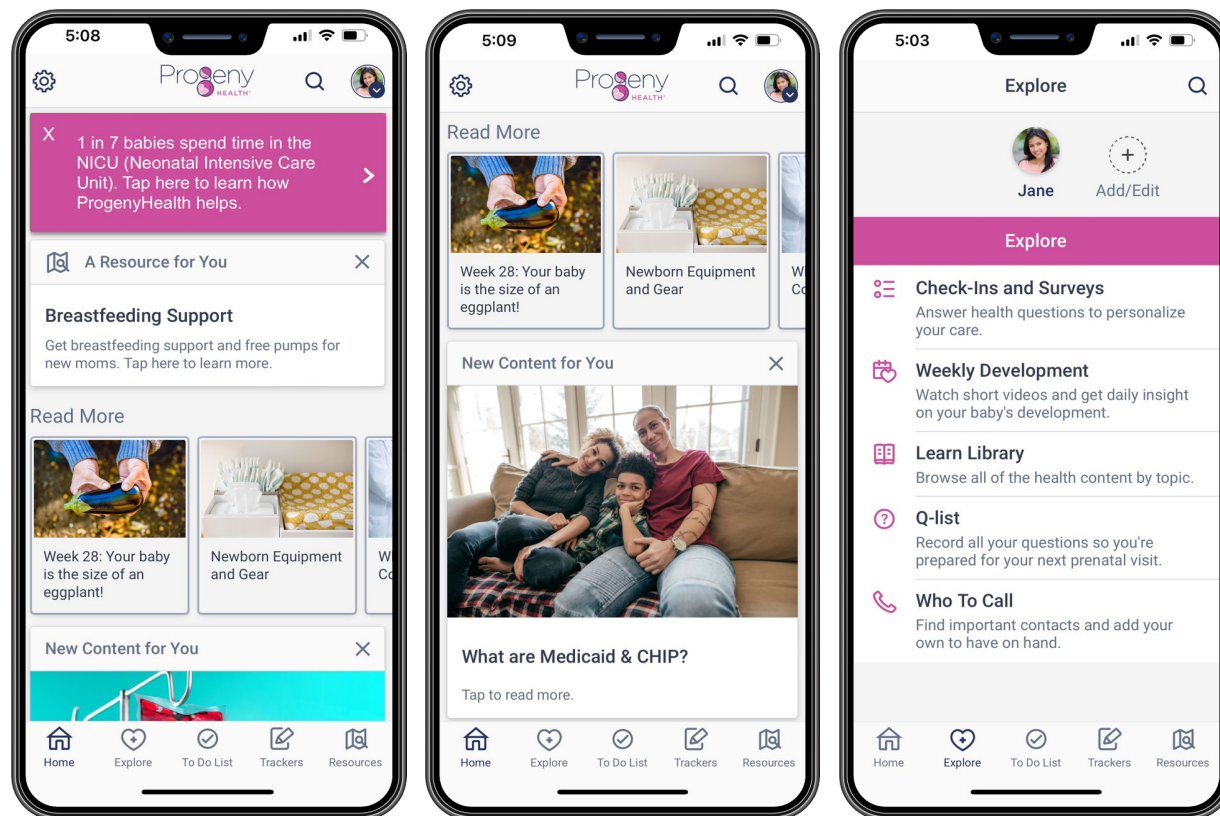 5:08
Progeny
HEALTH
X
1 in 7 babies spend time in the
NICU (Neonatal Intensive Care
Unit). Tap here to learn how
ProgenyHealth helps.
A Resource for You
Breastfeeding Support
Get breastfeeding support and free pumps for
new moms. Tap here to learn more.
Read More
Week 28: Your baby
is the size of an
eggplant!
Newborn Equipment
and Gear
W
Co
New Content for You
Home
Explore
To Do List
Trackers
Resources
5:09
Progeny
HEALTH
Read More
Week 28: Your baby
is the size of an
eggplant!
Newborn Equipment
and Gear
W
Co
New Content for You
What are Medicaid & CHIP?
Tap to read more.
Home
Explore
To Do List
Trackers
Resources
5:03
Explore
Jane
Add/Edit
Explore
Check-Ins and Surveys
Answer health questions to personalize
your care.
Weekly Development
Watch short videos and get daily insight
on your baby's development.
Learn Library
Browse all of the health content by topic.
Q-list
Record all your questions so you're
prepared for your next prenatal visit.
Who To Call
Find important contacts and add your
own to have on hand.
Home
Explore
To Do List
Trackers
Resources